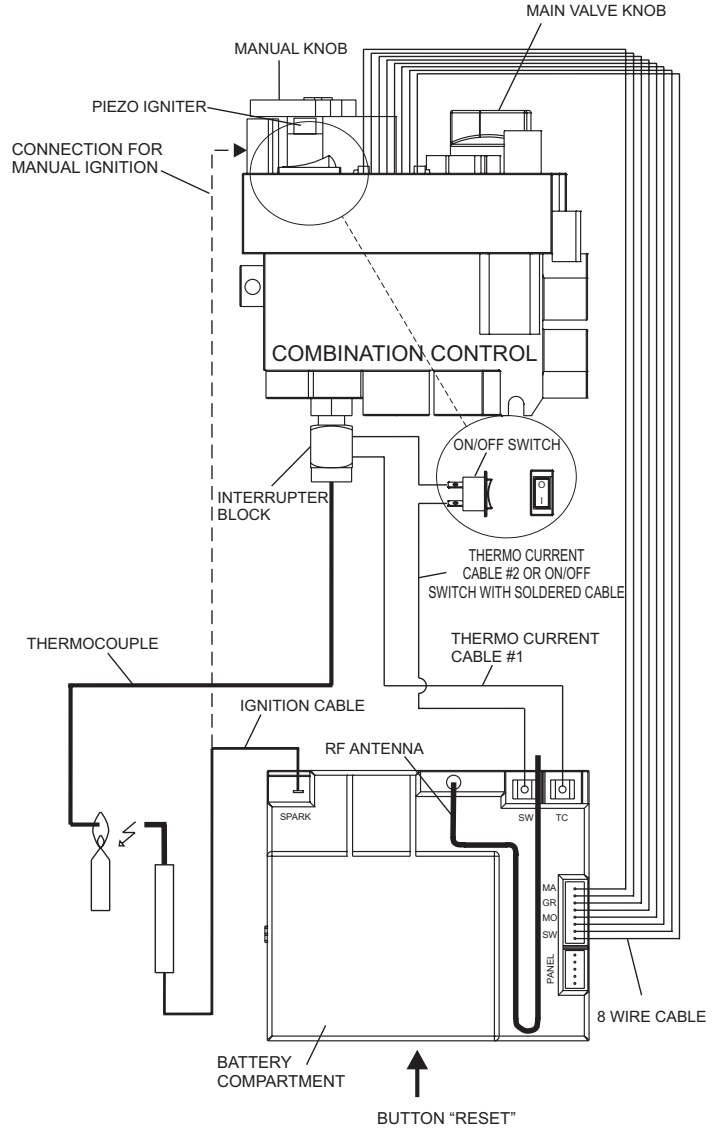 MAIN VALVE KNOB
MANUAL KNOB
PIEZO IGNITER
CONNECTION FOR
MANUAL IGNITION
COMBINATION CONTROL
ON/OFF SWITCH
INTERRUPTER
BLOCK
THERMO CURRENT
CABLE #2 OR ON/OFF
SWITCH WITH SOLDERED CABLE
THERMOCOUPLE
THERMO CURRENT
CABLE #1
IGNITION CABLE
RF ANTENNA
SPARK
SW
TC
MA
GR
MO
SW
PANEL
8 WIRE CABLE
BATTERY
COMPARTMENT
BUTTON “RESET”